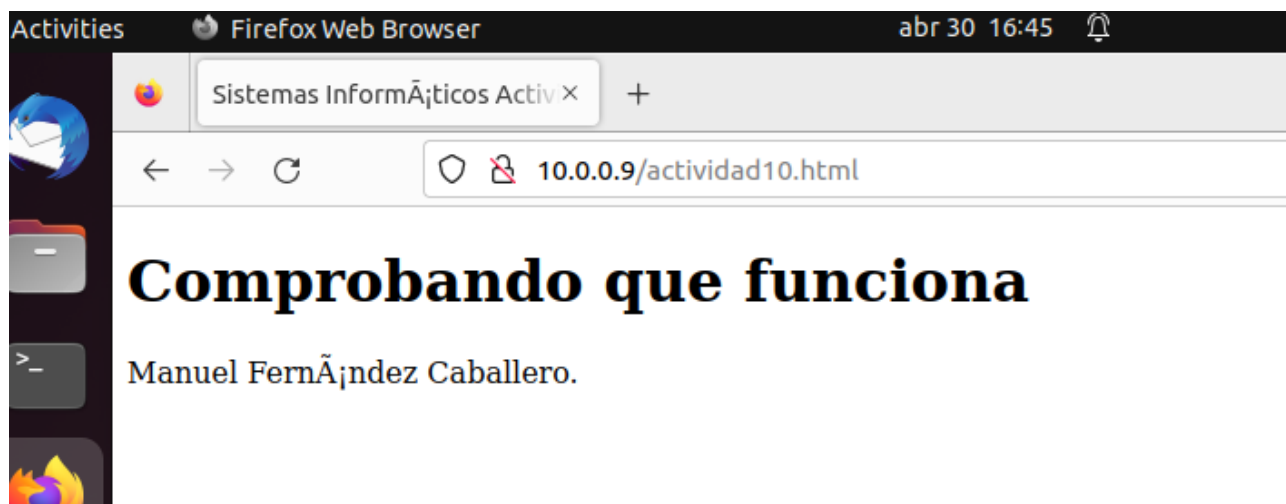 Activities Firefox Web Browser abr 30 16:45
Sistemas InformÃ¡ticos Activ
10.0.0.9/actividad10.html
Comprobando que funciona
>_
Manuel FernÃ¡ndez Caballero.